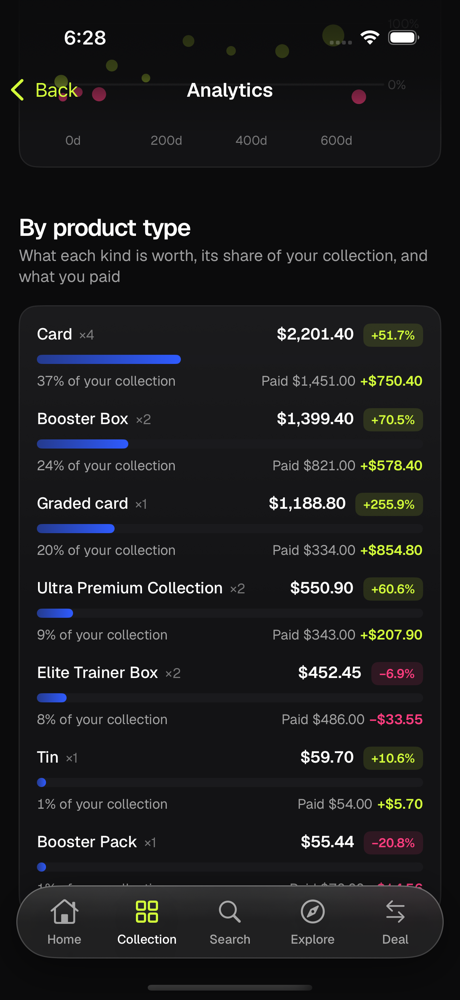 6:28
100%
Back
Analytics
0%
0d 200d 400d 600d
By product type
What each kind is worth, its share of your collection, and
what you paid
Card ×4 $2,201.40 +51.7%
37% of your collection Paid $1,451.00 +$750.40
Booster Box ×2 $1,399.40 +70.5%
24% of your collection Paid $821.00 +$578.40
Graded card ×1 $1,188.80 +255.9%
20% of your collection Paid $334.00 +$854.80
Ultra Premium Collection ×2 $550.90 +60.6%
9% of your collection Paid $343.00 +$207.90
Elite Trainer Box ×2 $452.45 −6.9%
8% of your collection Paid $486.00 −$33.55
Tin ×1 $59.70 +10.6%
1% of your collection Paid $54.00 +$5.70
Booster Pack ×1 $55.44 −20.8%
Home Collection Search Explore Deal